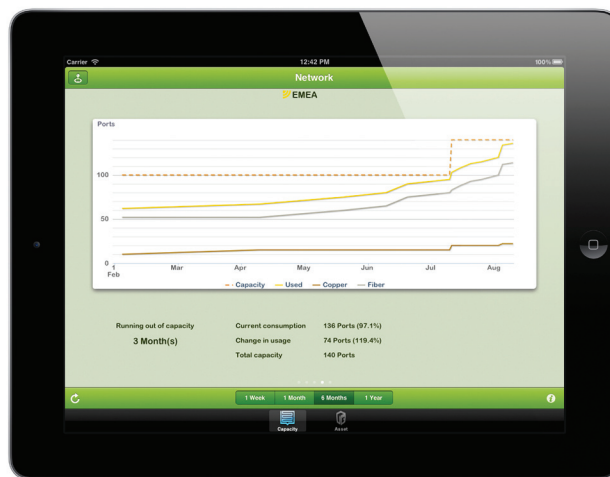 Carrier 12:42 PM 100%
Network
EMEA
Ports
100
50
0
1 Mar Apr May Jun Jul Aug
Feb
Capacity Used Copper Fiber
Running out of capacity Current consumption 136 Ports (97.1%)
3 Month(s) Change in usage 74 Ports (119.4%)
Total capacity 140 Ports
1 Week 1 Month 6 Months 1 Year
i
Capacity Asset